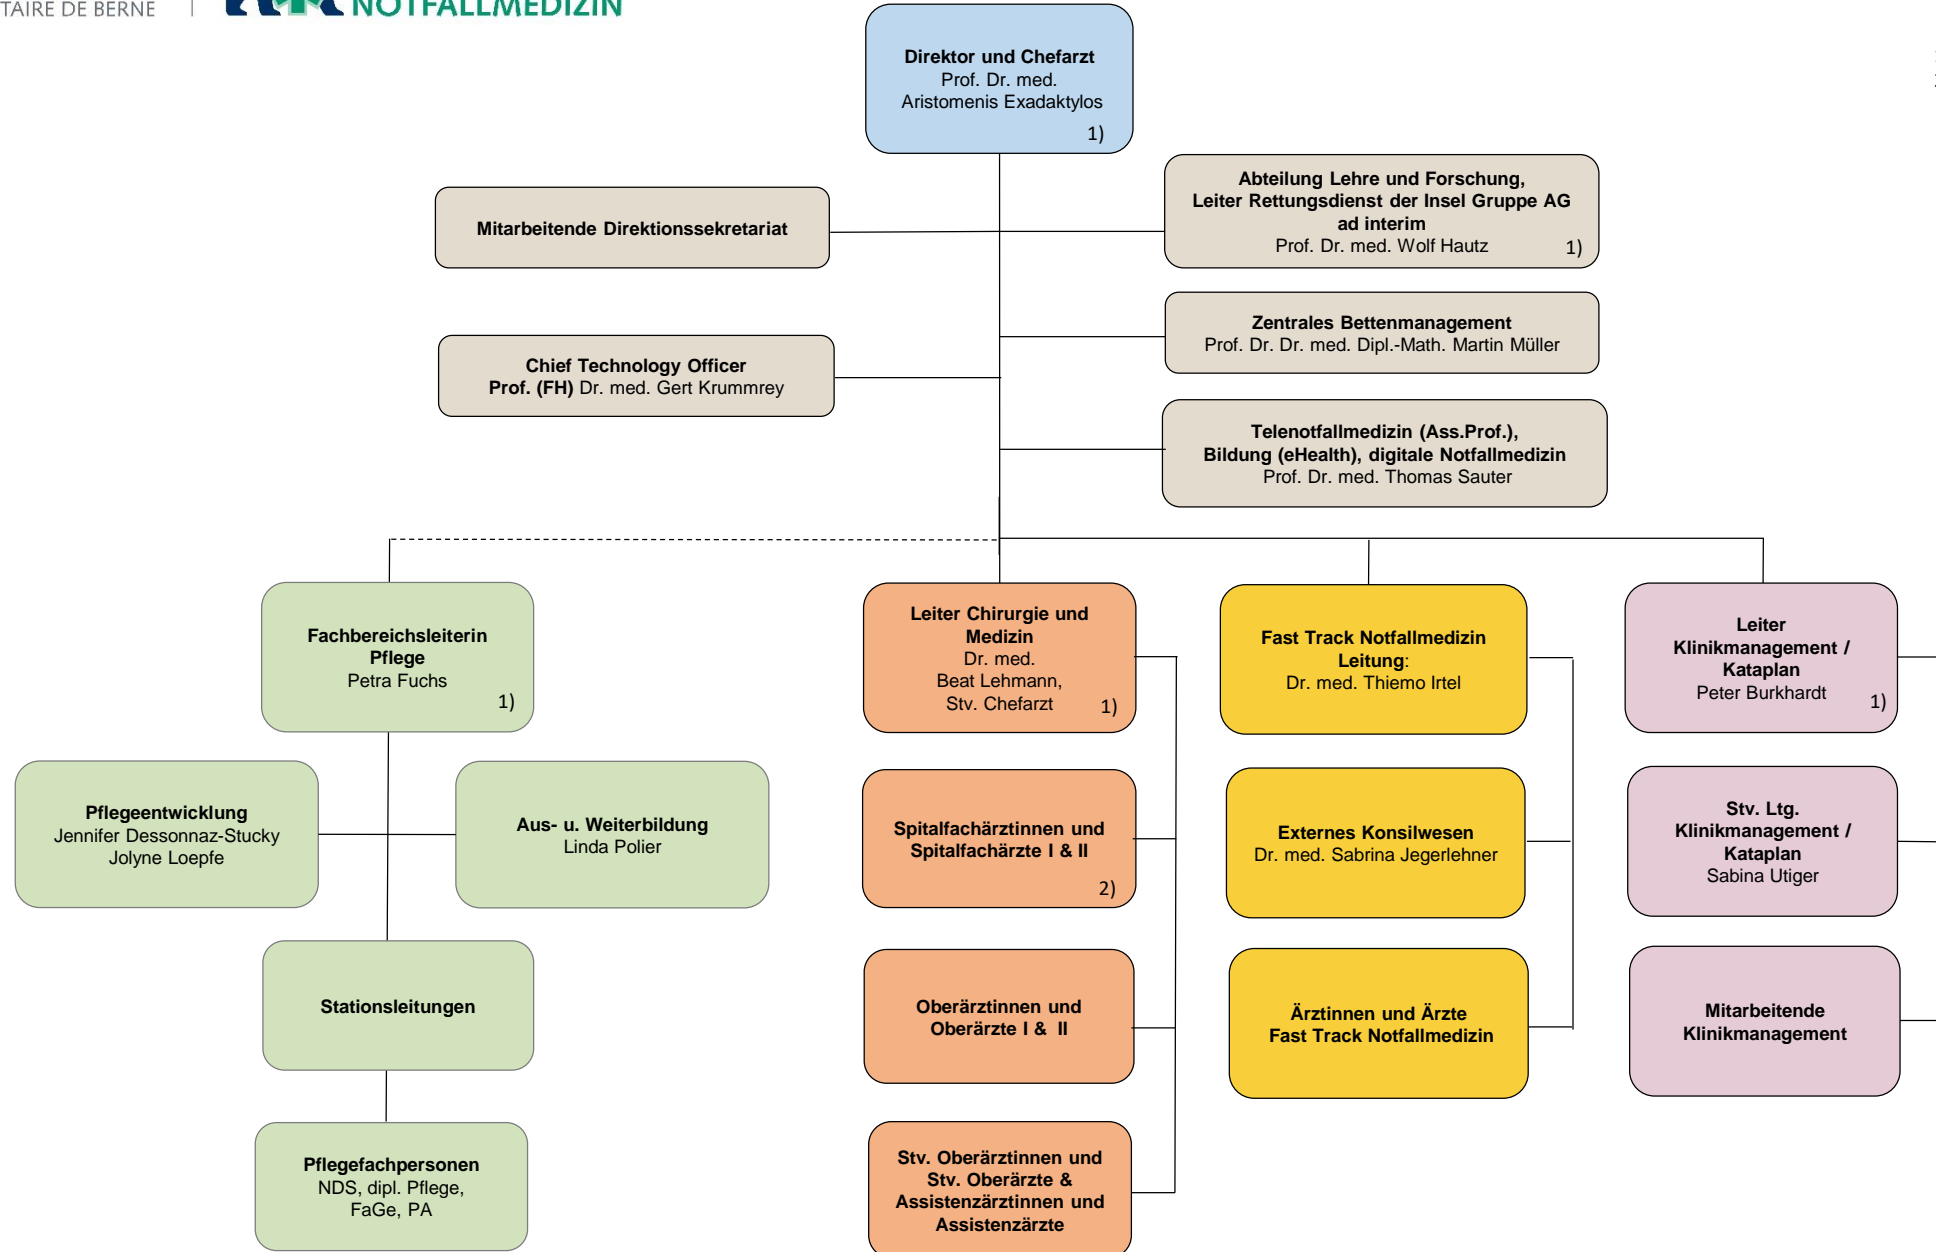 TAIRE DE BERNE
NOTFALLMEDIZIN
Direktor und Chefarzt
Prof. Dr. med.
Aristomenis Exadaktylos
1)
Mitarbeitende Direktionssekretariat
Abteilung Lehre und Forschung,
Leiter Rettungsdienst der Insel Gruppe AG
ad interim
Prof. Dr. med. Wolf Hautz
1)
Zentrales Bettenmanagement
Prof. Dr. Dr. med. Dipl.-Math. Martin Müller
Chief Technology Officer
Prof. (FH) Dr. med. Gert Krummrey
Telenotfallmedizin (Ass.Prof.),
Bildung (eHealth), digitale Notfallmedizin
Prof. Dr. med. Thomas Sauter
Fachbereichsleiterin
Pflege
Petra Fuchs
1)
Leiter Chirurgie und
Medizin
Dr. med.
Beat Lehmann,
Stv. Chefarzt
1)
Fast Track Notfallmedizin
Leitung:
Dr. med. Thiemo Irtel
Leiter
Klinikmanagement /
Kataplan
Peter Burkhardt
1)
Pflegeentwicklung
Jennifer Dessonnaz-Stucky
Jolyne Loepfe
Aus- u. Weiterbildung
Linda Polier
Spitalfachärztinnen und
Spitalfachärzte I & II
2)
Externes Konsilwesen
Dr. med. Sabrina Jegerlehner
Stv. Ltg.
Klinikmanagement /
Kataplan
Sabina Utiger
Stationsleitungen
Oberärztinnen und
Oberärzte I & II
Ärztinnen und Ärzte
Fast Track Notfallmedizin
Mitarbeitende
Klinikmanagement
Pflegefachpersonen
NDS, dipl. Pflege,
FaGe, PA
Stv. Oberärztinnen und
Stv. Oberärzte &
Assistenzärztinnen und
Assistenzärzte